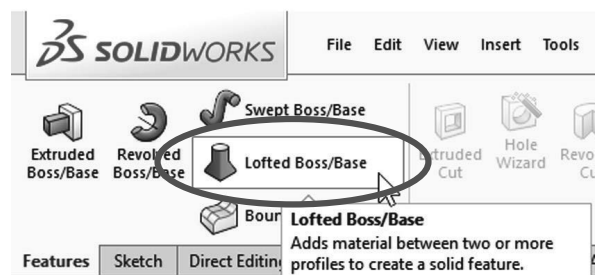 SOLIDWORKS File Edit View Insert Tools
Swept Boss/Base
Extruded Boss/Base
Revolved Boss/Base
Lofted Boss/Base
Extruded Cut
Hole Wizard
Lofted Boss/Base
Adds material between two or more
profiles to create a solid feature.
Features Sketch Direct Editing